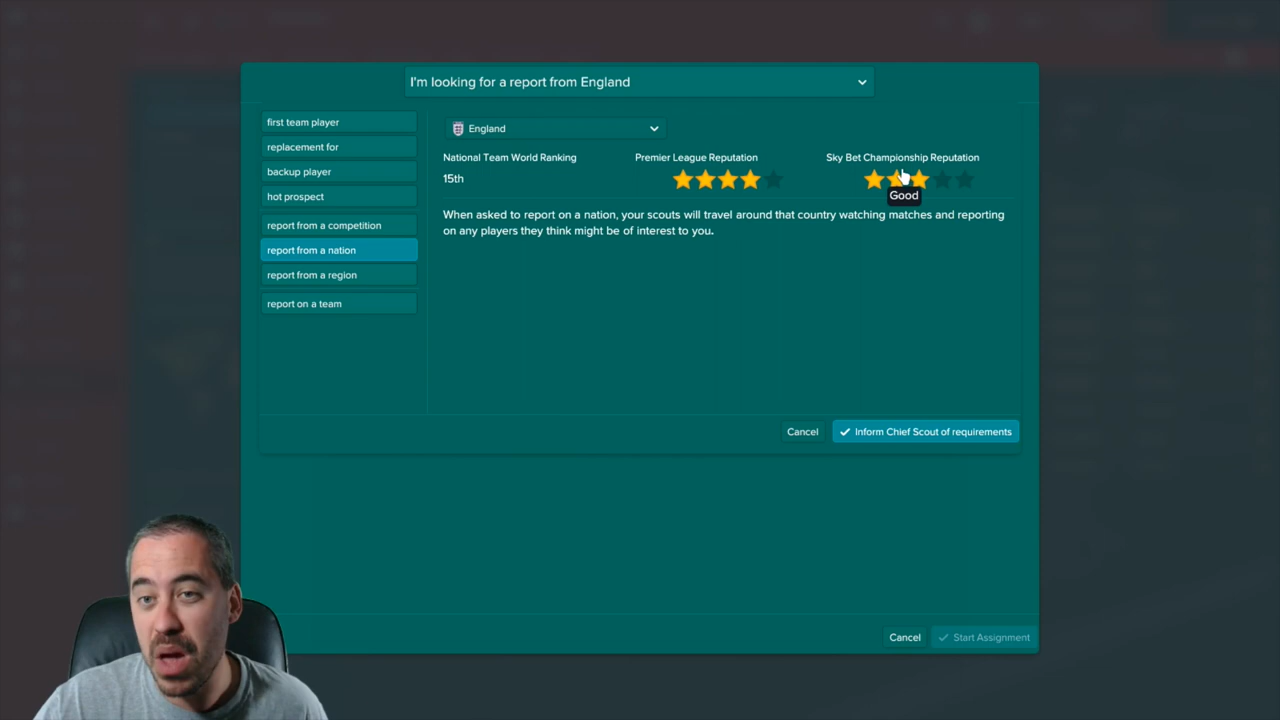 I'm looking for a report from England
first team player
replacement for
backup player
hot prospect
report from a competition
report from a nation
report from a region
report on a team
England
National Team World Ranking
15th
Premier League Reputation
Sky Bet Championship Reputation
Good
When asked to report on a nation, your scouts will travel around that country watching matches and reporting
on any players they think might be of interest to you.
Cancel
Inform Chief Scout of requirements
Cancel
Start Assignment